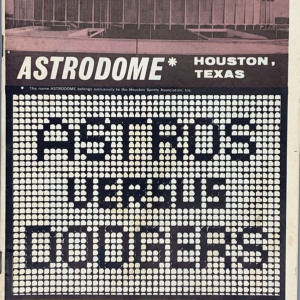 ASTRODOME* HOUSTON,
TEXAS
* The name ASTRODOME belongs exclusively to the Houston Sports Association, Inc.
ASTROS
VERSUS
DODGERS